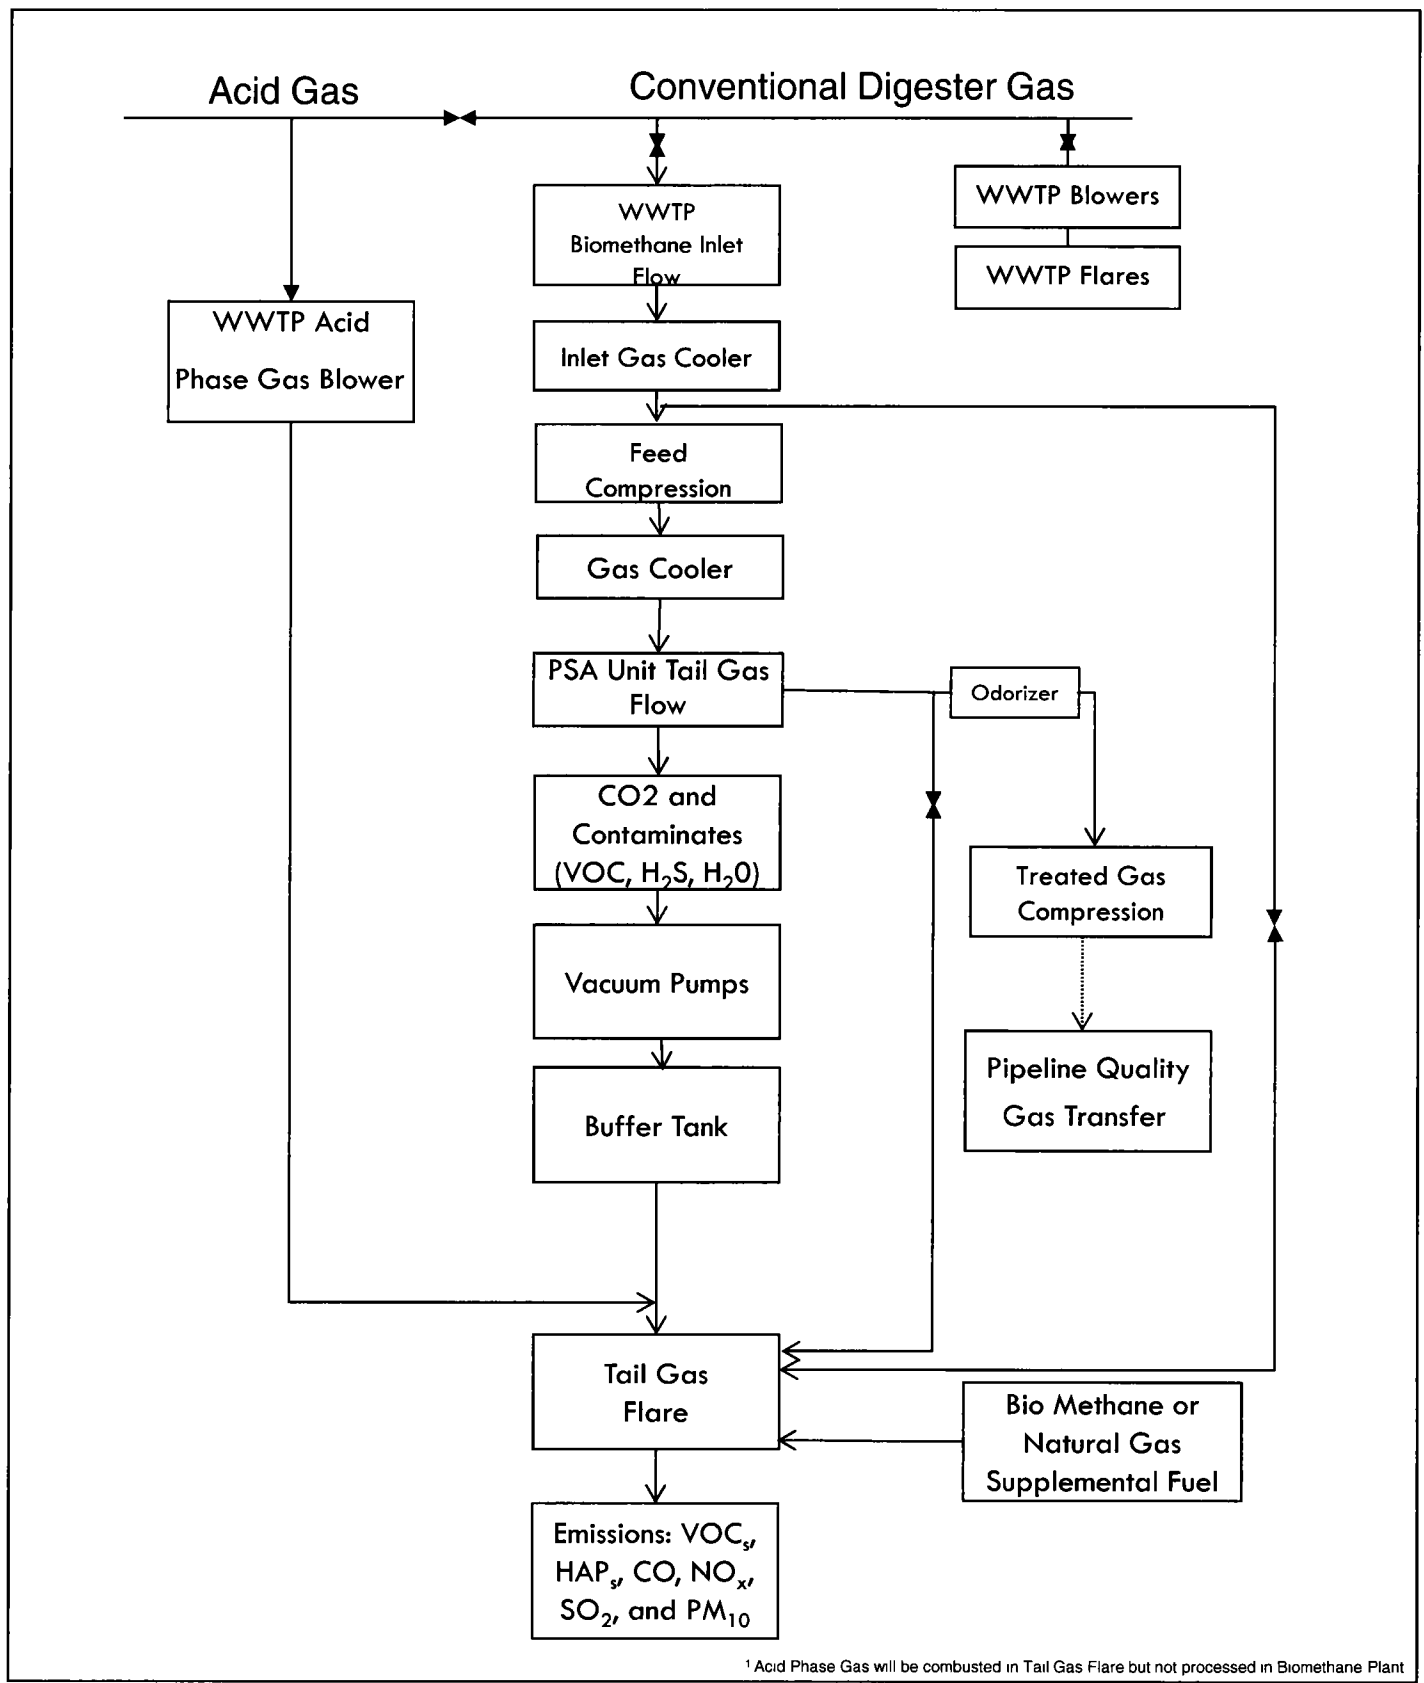 Acid Gas
Conventional Digester Gas
WWTP
Biomethane Inlet
Flow
WWTP Blowers
WWTP Flares
WWTP Acid
Phase Gas Blower
Inlet Gas Cooler
Feed
Compression
Gas Cooler
PSA Unit Tail Gas
Flow
Odorizer
CO2 and
Contaminates
(VOC, H₂S, H₂0)
Treated Gas
Compression
Vacuum Pumps
Pipeline Quality
Gas Transfer
Buffer Tank
Tail Gas
Flare
Bio Methane or
Natural Gas
Supplemental Fuel
Emissions: VOCₛ,
HAPₛ, CO, NOₓ,
SO₂, and PM₁₀
¹ Acid Phase Gas will be combusted in Tail Gas Flare but not processed in Biomethane Plant